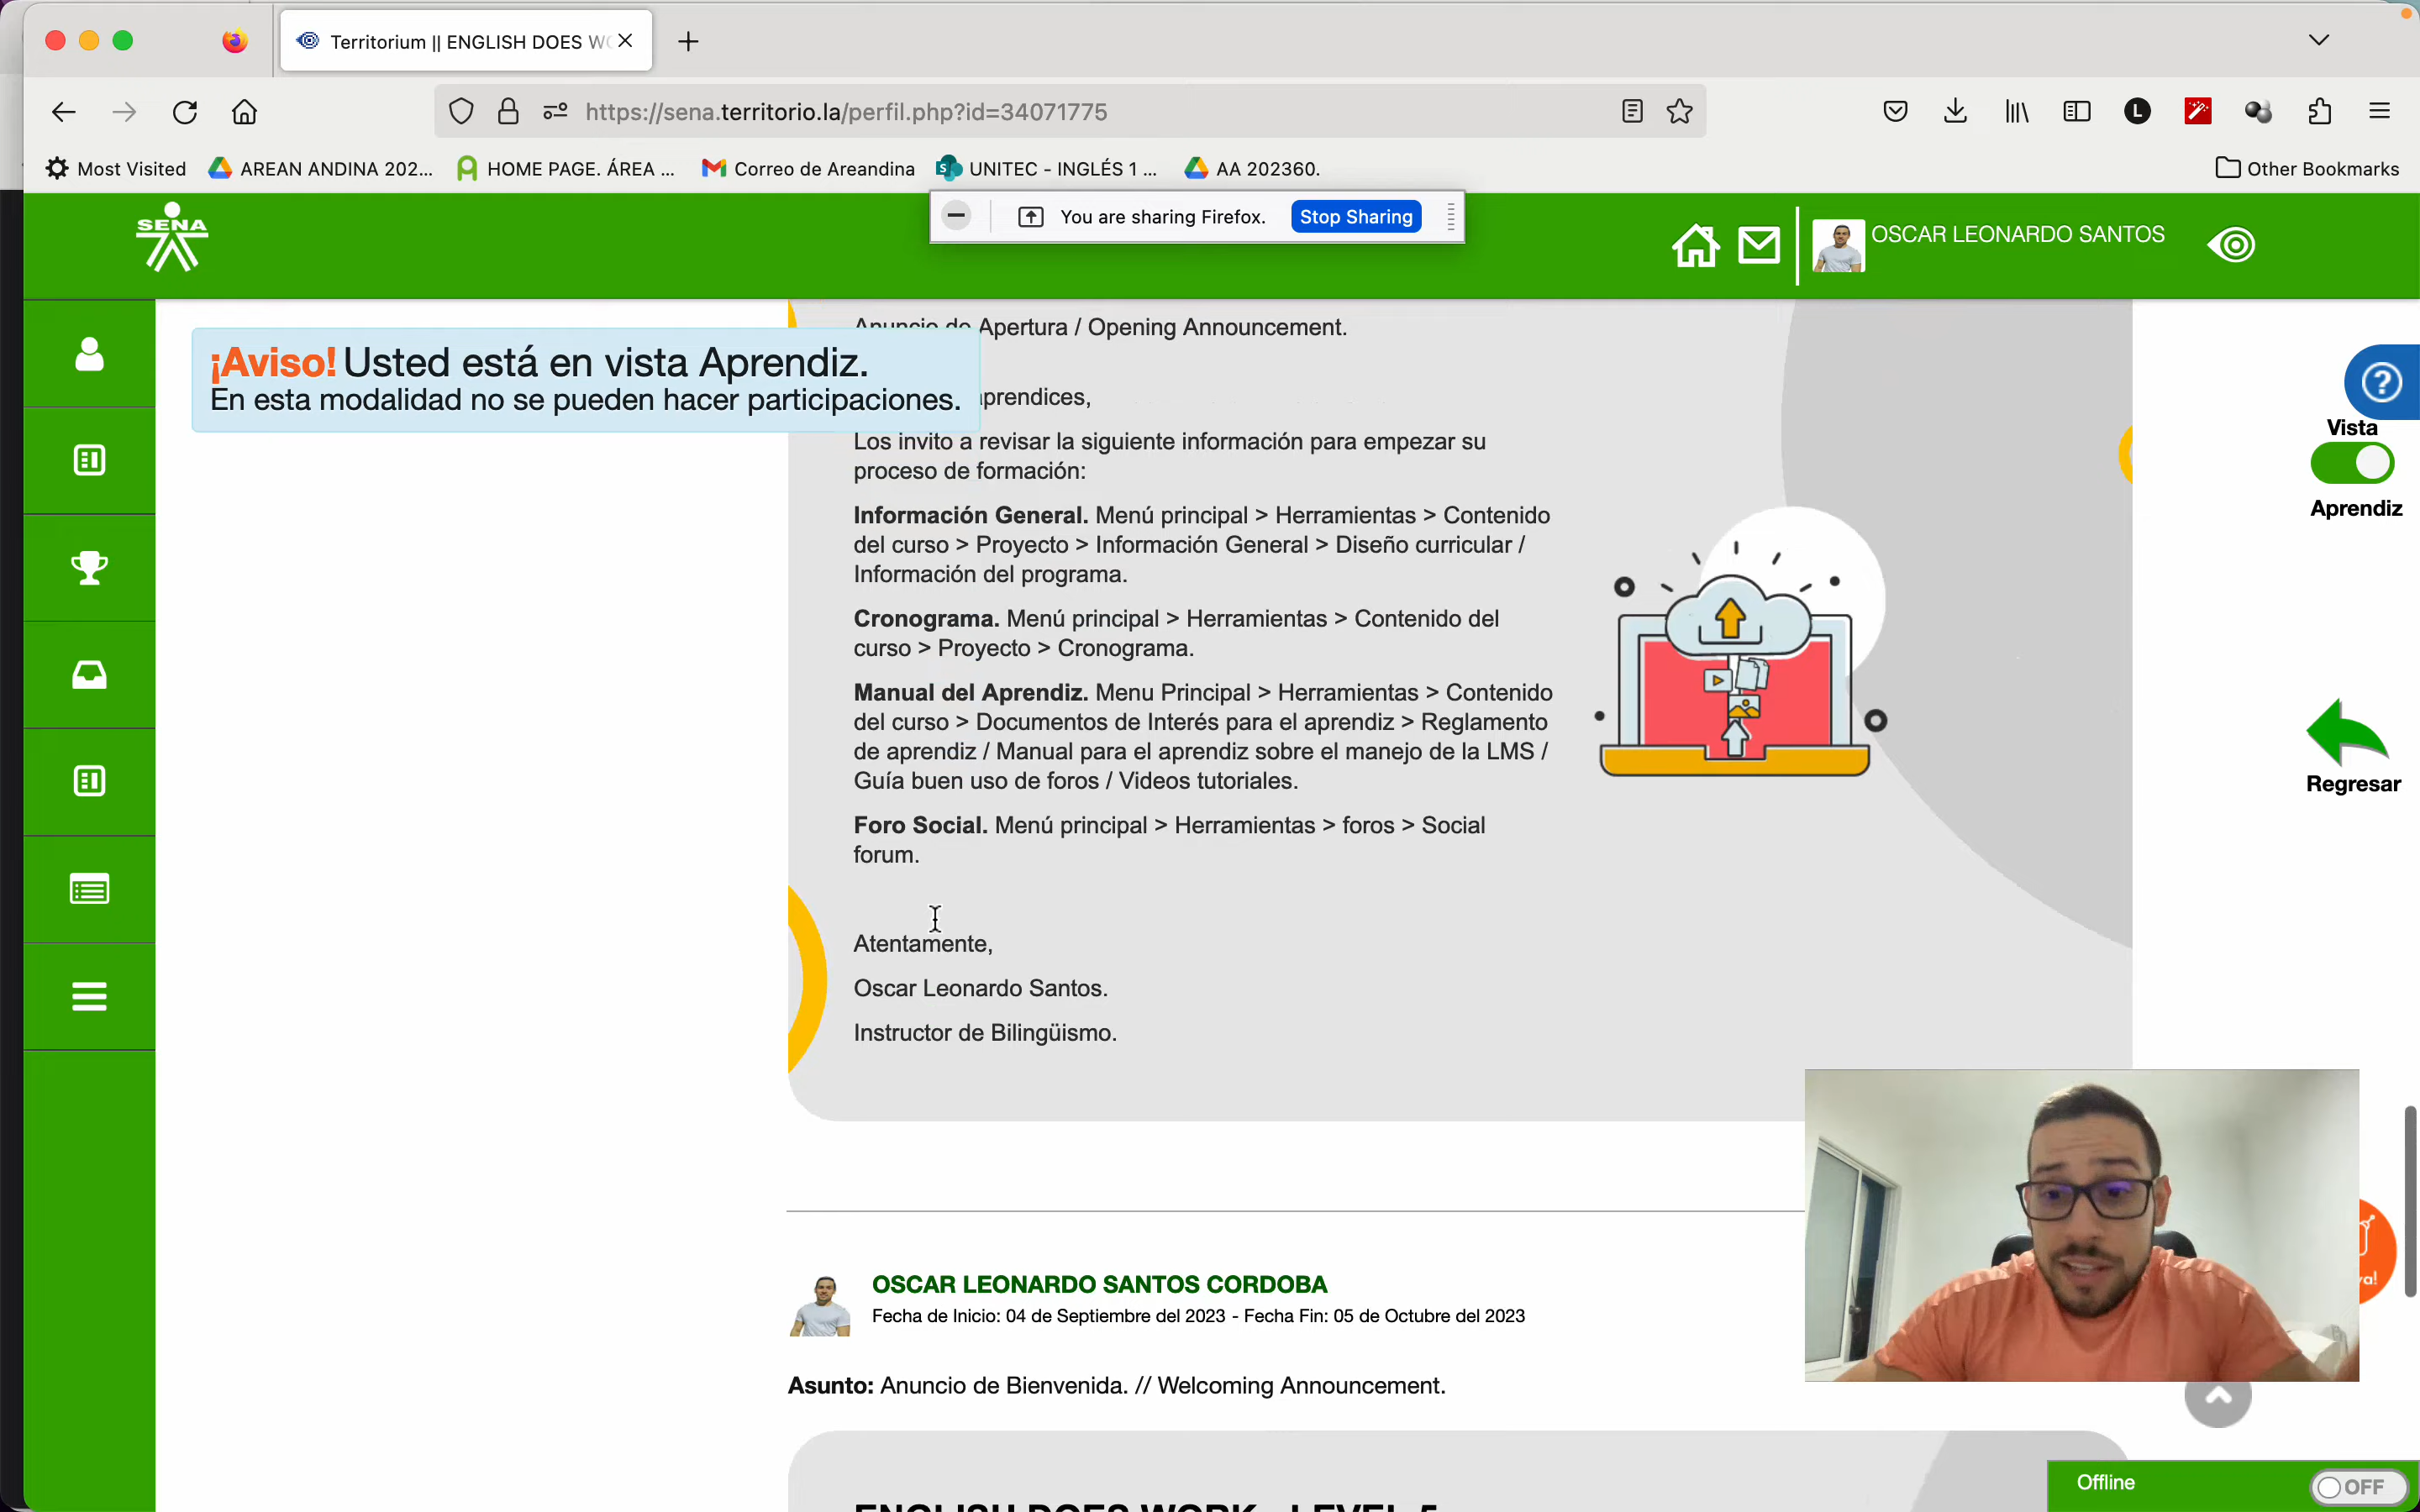 Territorium || ENGLISH DOES
https://sena.territorio.la/perfil.php?id=34071775
L
Most Visited
AREAN ANDINA 202...
HOME PAGE. ÁREA ...
Correo de Areandina
UNITEC - INGLÉS 1 ...
AA 202360.
Other Bookmarks
You are sharing Firefox.
Stop Sharing
SENA
OSCAR LEONARDO SANTOS
Anuncio de Apertura / Opening Announcement.
¡Aviso! Usted está en vista Aprendiz.
En esta modalidad no se pueden hacer participaciones.
aprendices,
Los invito a revisar la siguiente información para empezar su
proceso de formación:
Información General. Menú principal > Herramientas > Contenido
del curso > Proyecto > Información General > Diseño curricular /
Información del programa.
Cronograma. Menú principal > Herramientas > Contenido del
curso > Proyecto > Cronograma.
Manual del Aprendiz. Menu Principal > Herramientas > Contenido
del curso > Documentos de Interés para el aprendiz > Reglamento
de aprendiz / Manual para el aprendiz sobre el manejo de la LMS /
Guía buen uso de foros / Videos tutoriales.
Foro Social. Menú principal > Herramientas > foros > Social
forum.
Atentamente,
Oscar Leonardo Santos.
Instructor de Bilingüismo.
?
Vista
Aprendiz
Regresar
OSCAR LEONARDO SANTOS CORDOBA
Fecha de Inicio: 04 de Septiembre del 2023 - Fecha Fin: 05 de Octubre del 2023
Asunto: Anuncio de Bienvenida. // Welcoming Announcement.
ENGLISH DOES WORK - LEVEL 5
Offline
OFF